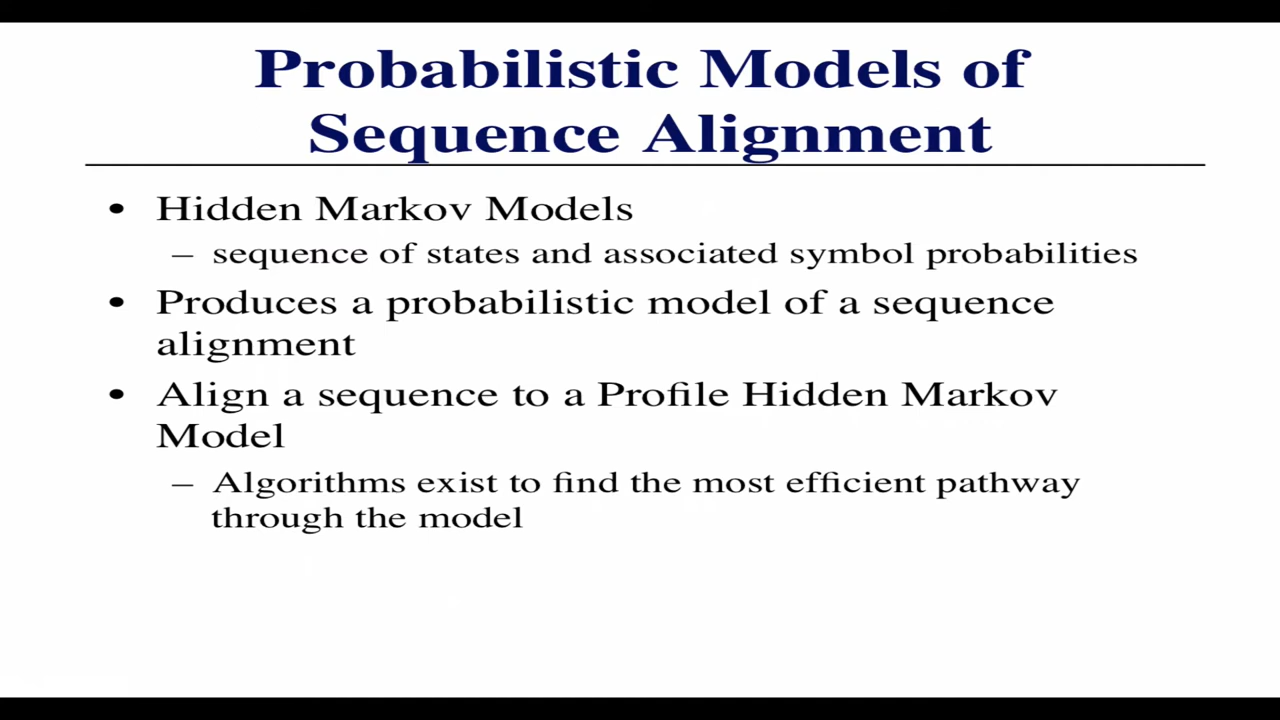 Probabilistic Models of
Sequence Alignment
• Hidden Markov Models
– sequence of states and associated symbol probabilities
• Produces a probabilistic model of a sequence
alignment
• Align a sequence to a Profile Hidden Markov
Model
– Algorithms exist to find the most efficient pathway
through the model